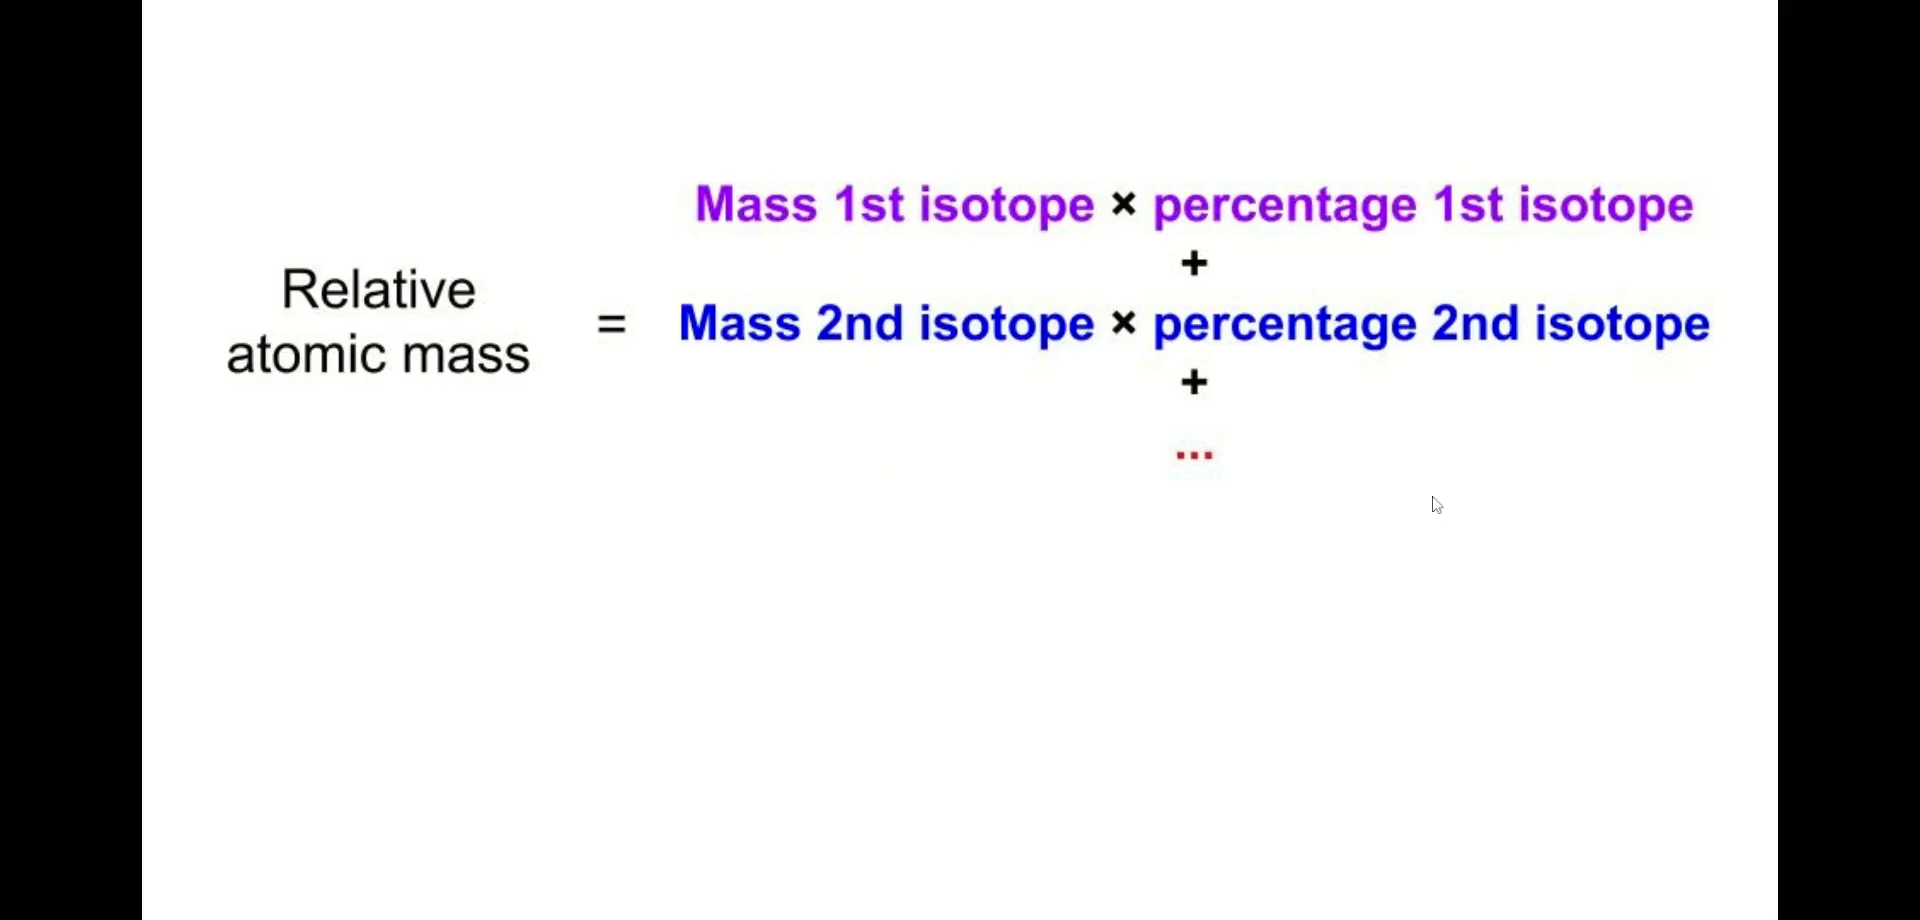 Mass 1st isotope × percentage 1st isotope
+
Relative
atomic mass
=
Mass 2nd isotope × percentage 2nd isotope
+
...